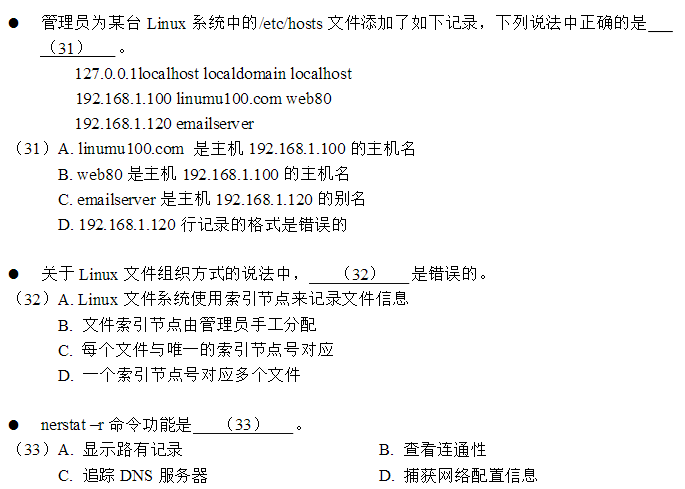 ● 管理员为某台 Linux 系统中的/etc/hosts 文件添加了如下记录，下列说法中正确的是
（31） 。
127.0.0.1localhost localdomain localhost
192.168.1.100 linumu100.com web80
192.168.1.120 emailserver
（31）A. linumu100.com 是主机 192.168.1.100 的主机名
B. web80 是主机 192.168.1.100 的主机名
C. emailserver 是主机 192.168.1.120 的别名
D. 192.168.1.120 行记录的格式是错误的
● 关于 Linux 文件组织方式的说法中， （32） 是错误的。
（32）A. Linux 文件系统使用索引节点来记录文件信息
B. 文件索引节点由管理员手工分配
C. 每个文件与唯一的索引节点号对应
D. 一个索引节点号对应多个文件
● nerstat –r 命令功能是 （33） 。
（33）A. 显示路有记录 B. 查看连通性
C. 追踪 DNS 服务器 D. 捕获网络配置信息